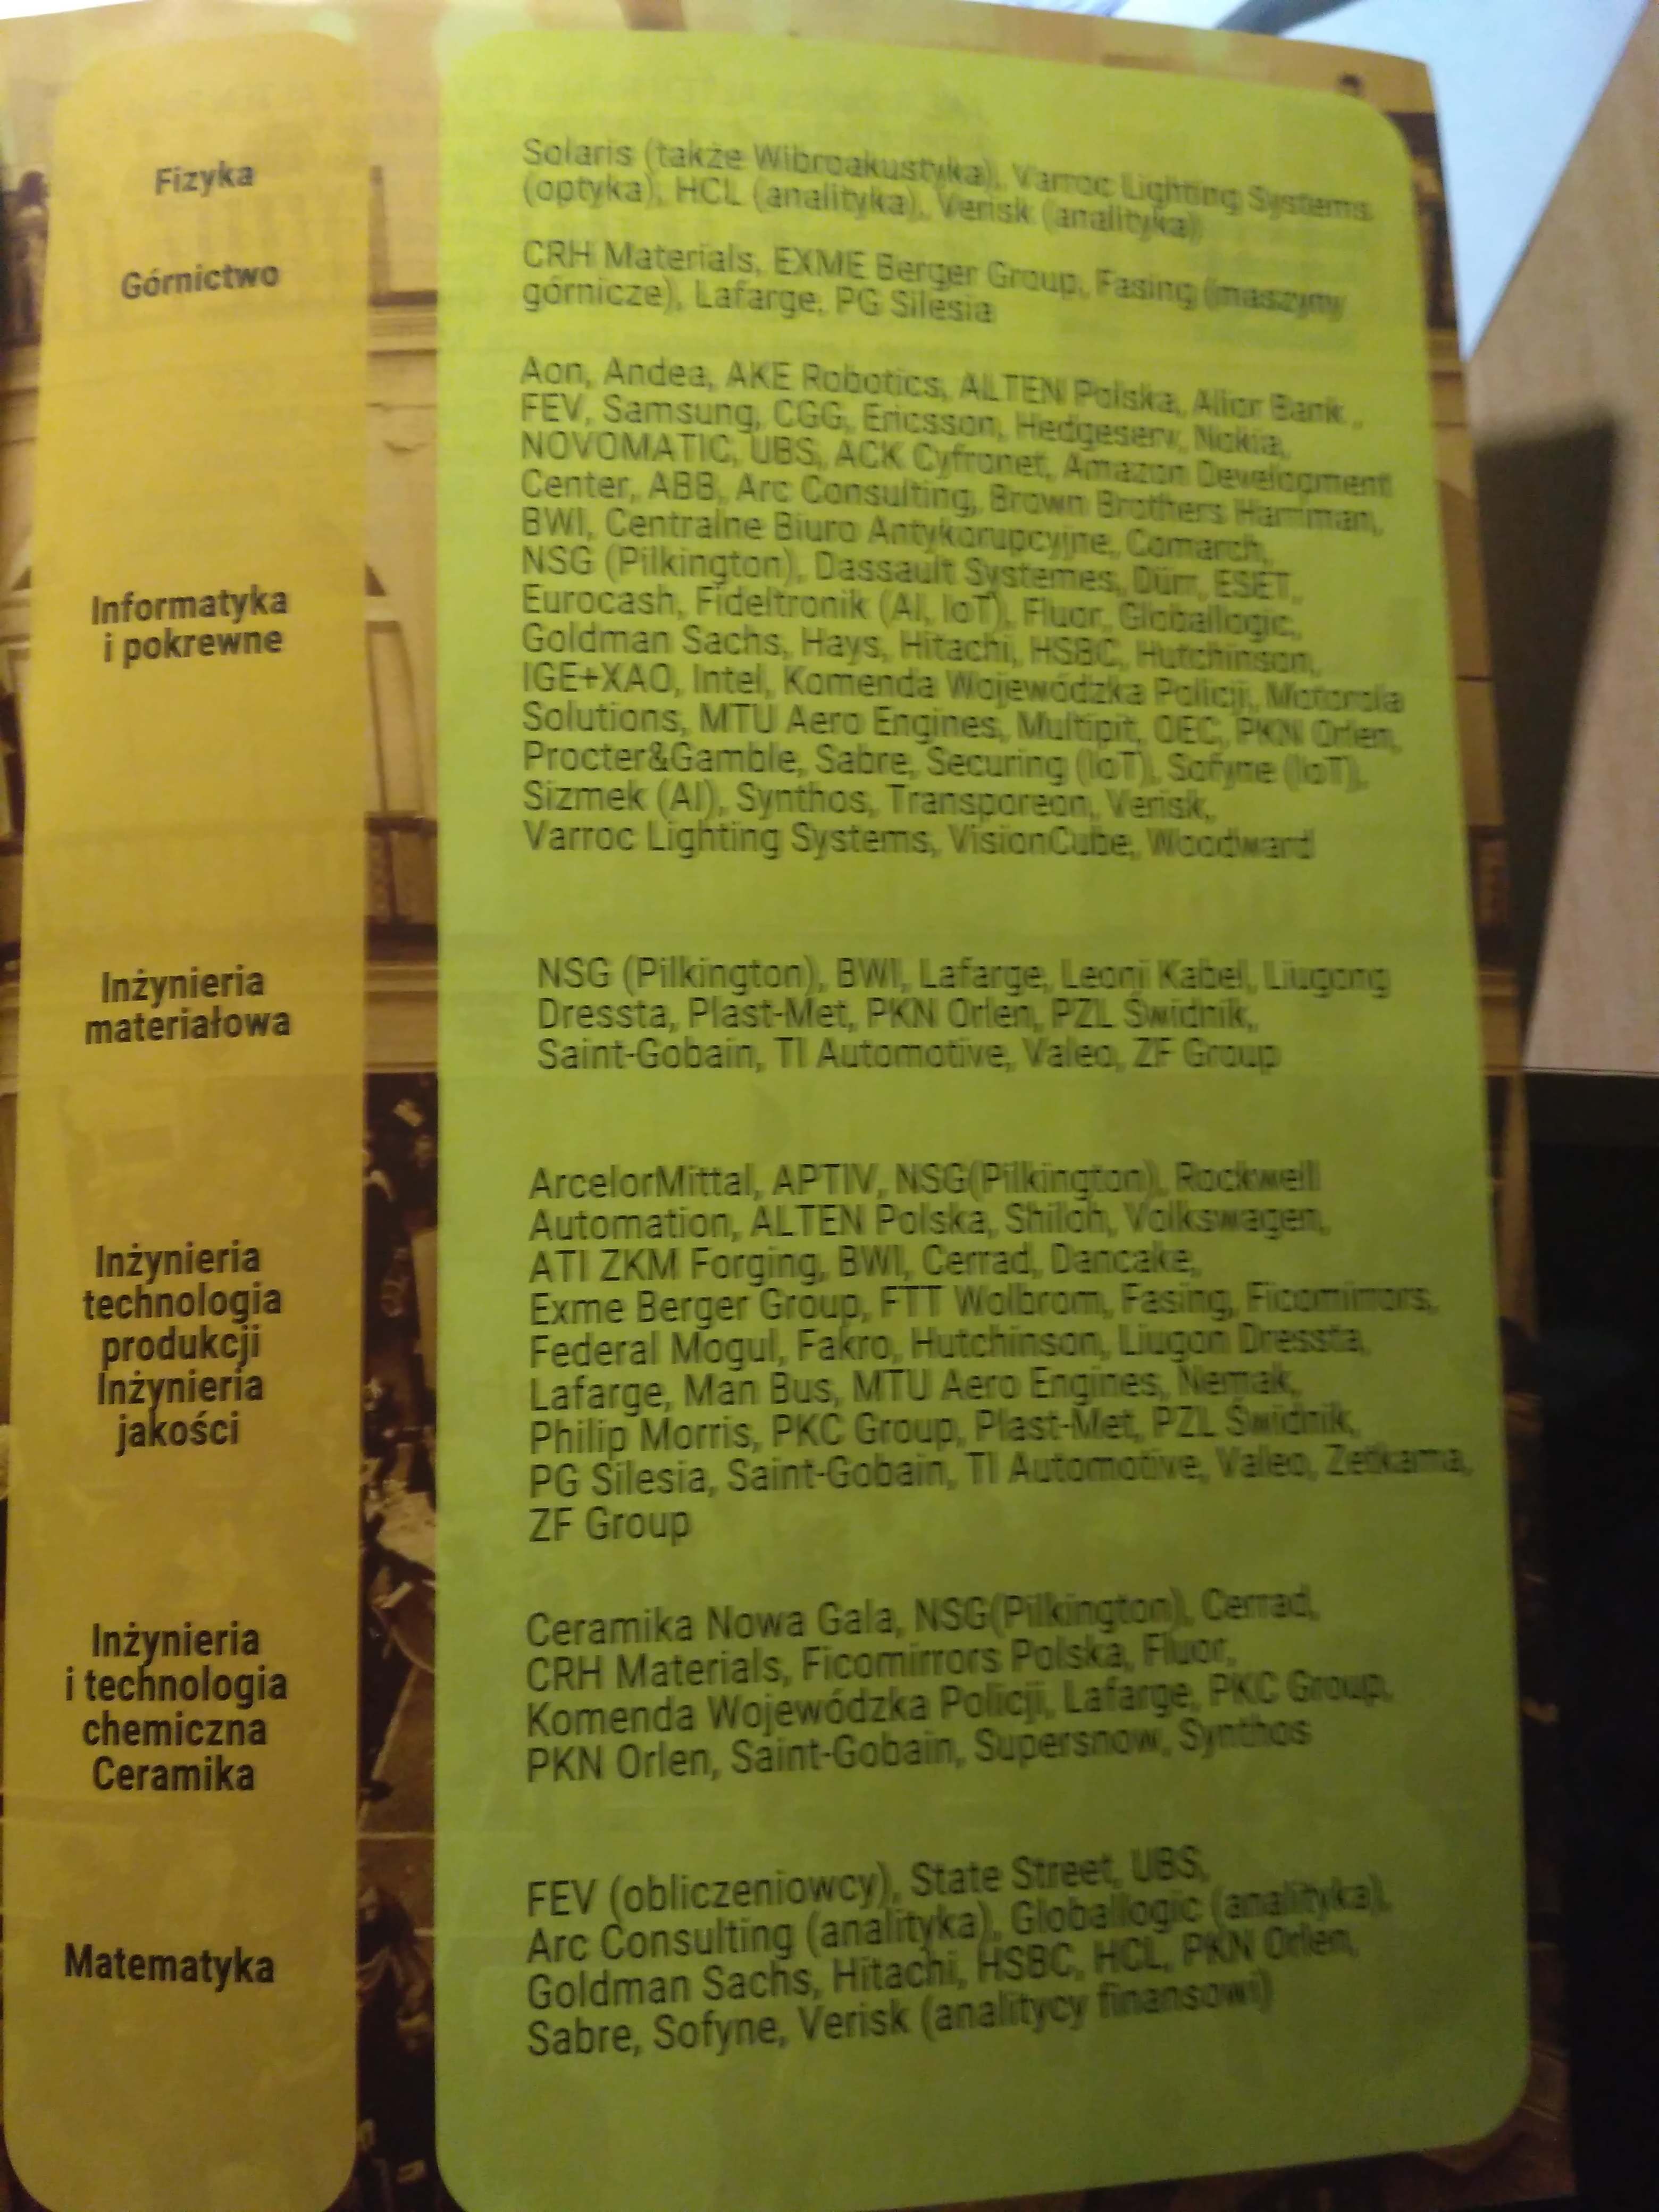 Fizyka
Solaris (także Wibroakustyka), Varroc Lighting Systems
(optyka), HCL (analityka), Verisk (analityka)
Górnictwo
CRH Materials, EXME Berger Group, Fasing (maszyny
górnicze), Lafarge, PG Silesia
Informatyka
i pokrewne
Aon, Andea, AKE Robotics, ALTEN Polska, Alior Bank ,
FEV, Samsung, CGG, Ericsson, Hedgeserv, Nokia,
NOVOMATIC, UBS, ACK Cyfronet, Amazon Development
Center, ABB, Arc Consulting, Brown Brothers Harriman,
BWI, Centralne Biuro Antykorupcyjne, Comarch,
NSG (Pilkington), Dassault Systemes, Dürr, ESET,
Eurocash, Fideltronik (AI, IoT), Fluor, Globallogic,
Goldman Sachs, Hays, Hitachi, HSBC, Hutchinson,
IGE+XAO, Intel, Komenda Wojewódzka Policji, Motorola
Solutions, MTU Aero Engines, Multipit, OEC, PKN Orlen,
Procter&Gamble, Sabre, Securing (IoT), Sofyne (IoT),
Sizmek (AI), Synthos, Transporeon, Verisk,
Varroc Lighting Systems, VisionCube, Woodward
Inżynieria
materiałowa
NSG (Pilkington), BWI, Lafarge, Leoni Kabel, Liugong
Dressta, Plast-Met, PKN Orlen, PZL Świdnik,
Saint-Gobain, TI Automotive, Valeo, ZF Group
Inżynieria
technologia
produkcji
Inżynieria
jakości
ArcelorMittal, APTIV, NSG(Pilkington), Rockwell
Automation, ALTEN Polska, Shiloh, Volkswagen,
ATI ZKM Forging, BWI, Cerrad, Dancake,
Exme Berger Group, FTT Wolbrom, Fasing, Ficomirrors,
Federal Mogul, Fakro, Hutchinson, Liugon Dressta,
Lafarge, Man Bus, MTU Aero Engines, Nemak,
Philip Morris, PKC Group, Plast-Met, PZL Świdnik,
PG Silesia, Saint-Gobain, TI Automotive, Valeo, Zetkama,
ZF Group
Inżynieria
i technologia
chemiczna
Ceramika
Ceramika Nowa Gala, NSG(Pilkington), Cerrad,
CRH Materials, Ficomirrors Polska, Fluor,
Komenda Wojewódzka Policji, Lafarge, PKC Group,
PKN Orlen, Saint-Gobain, Supersnow, Synthos
Matematyka
FEV (obliczeniowcy), State Street, UBS,
Arc Consulting (analityka), Globallogic (analityka),
Goldman Sachs, Hitachi, HSBC, HCL, PKN Orlen,
Sabre, Sofyne, Verisk (analitycy finansowi)